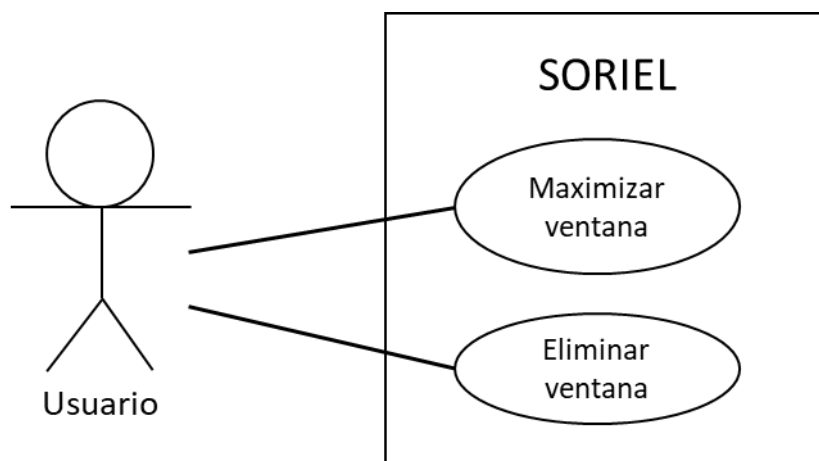 SORIEL
Maximizar
ventana
Eliminar
ventana
Usuario